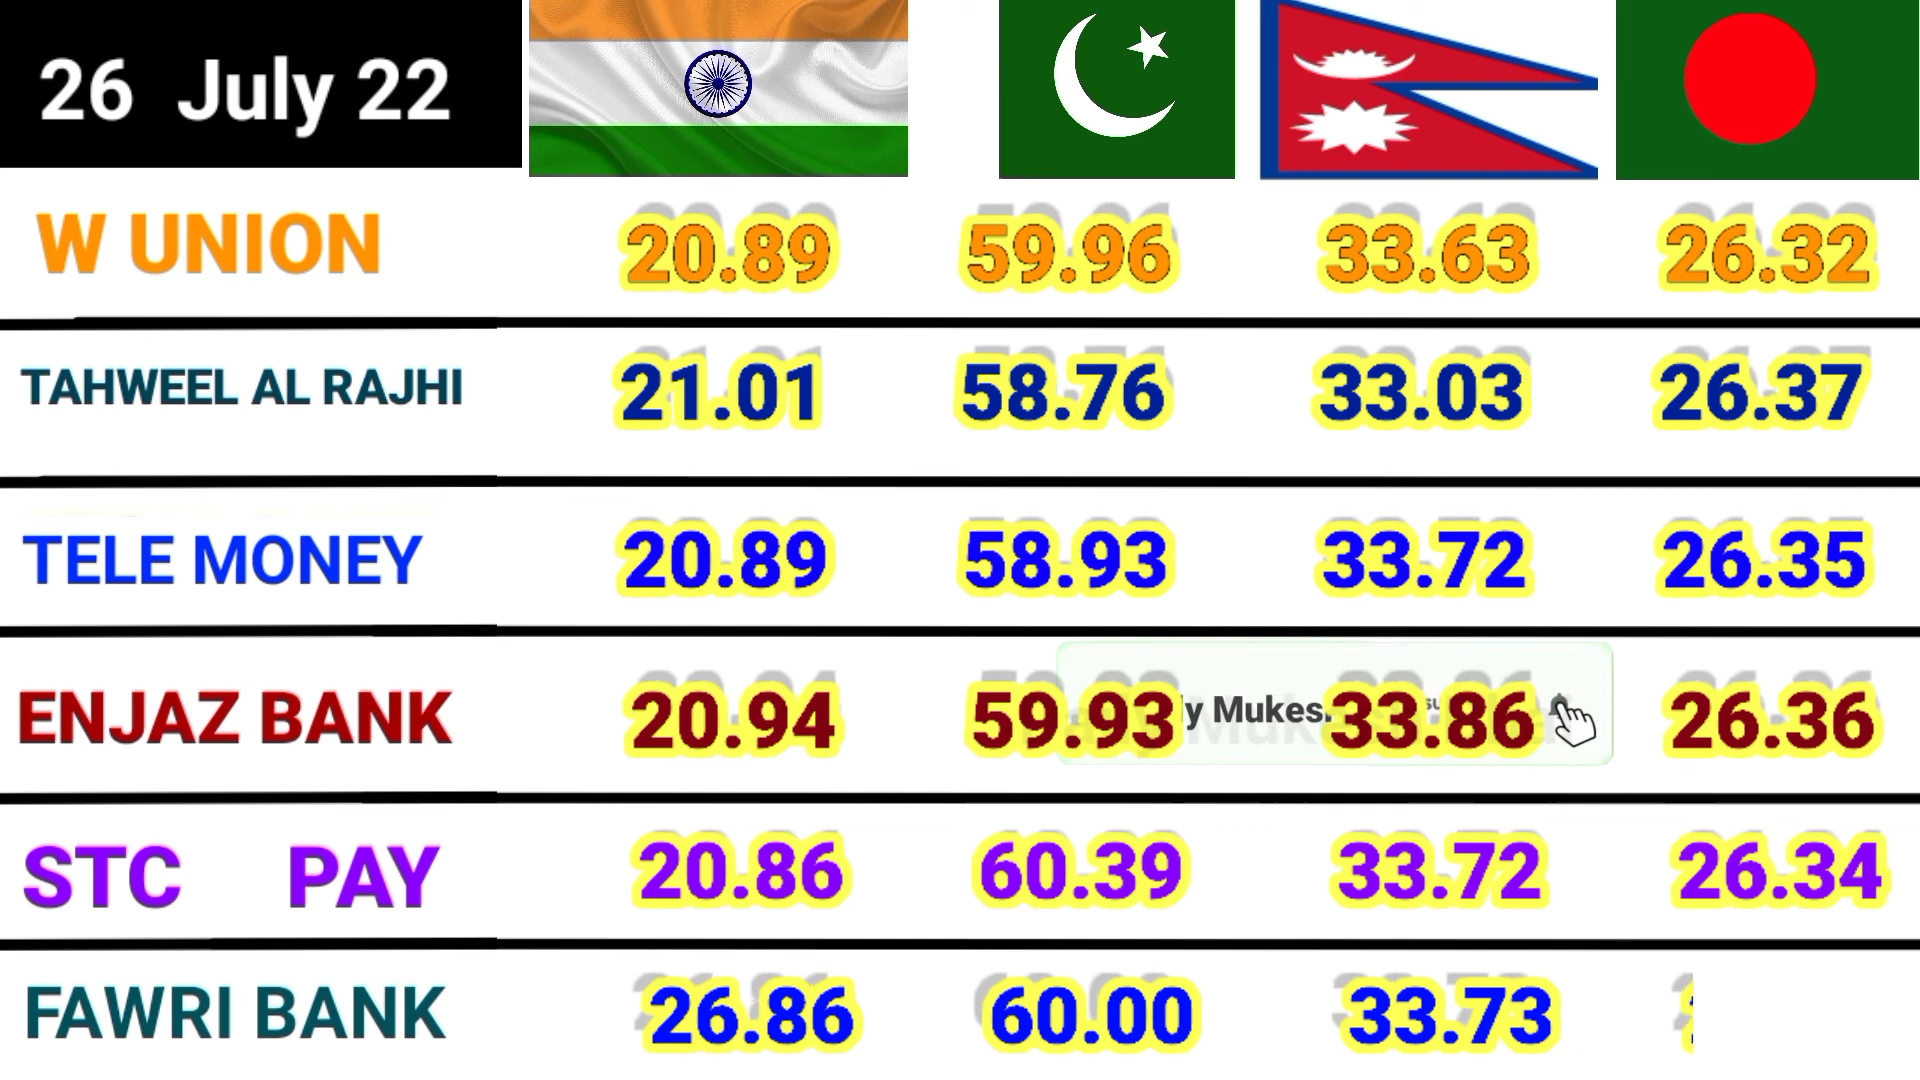 26 July 22
W UNION 20.89 59.96 33.63 26.32
TAHWEEL AL RAJHI 21.01 58.76 33.03 26.37
TELE MONEY 20.89 58.93 33.72 26.35
ENJAZ BANK 20.94 59.93 33.86 26.36
STC PAY 20.86 60.39 33.72 26.34
FAWRI BANK 26.86 60.00 33.73